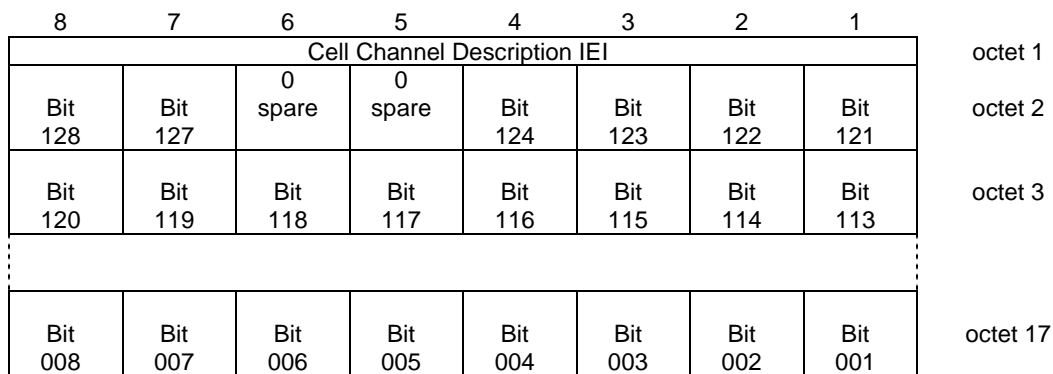 8 7 6 5 4 3 2 1
Cell Channel Description IEI octet 1
0 0
Bit Bit spare spare Bit Bit Bit Bit octet 2
128 127 124 123 122 121
Bit Bit Bit Bit Bit Bit Bit Bit octet 3
120 119 118 117 116 115 114 113
Bit Bit Bit Bit Bit Bit Bit Bit octet 17
008 007 006 005 004 003 002 001